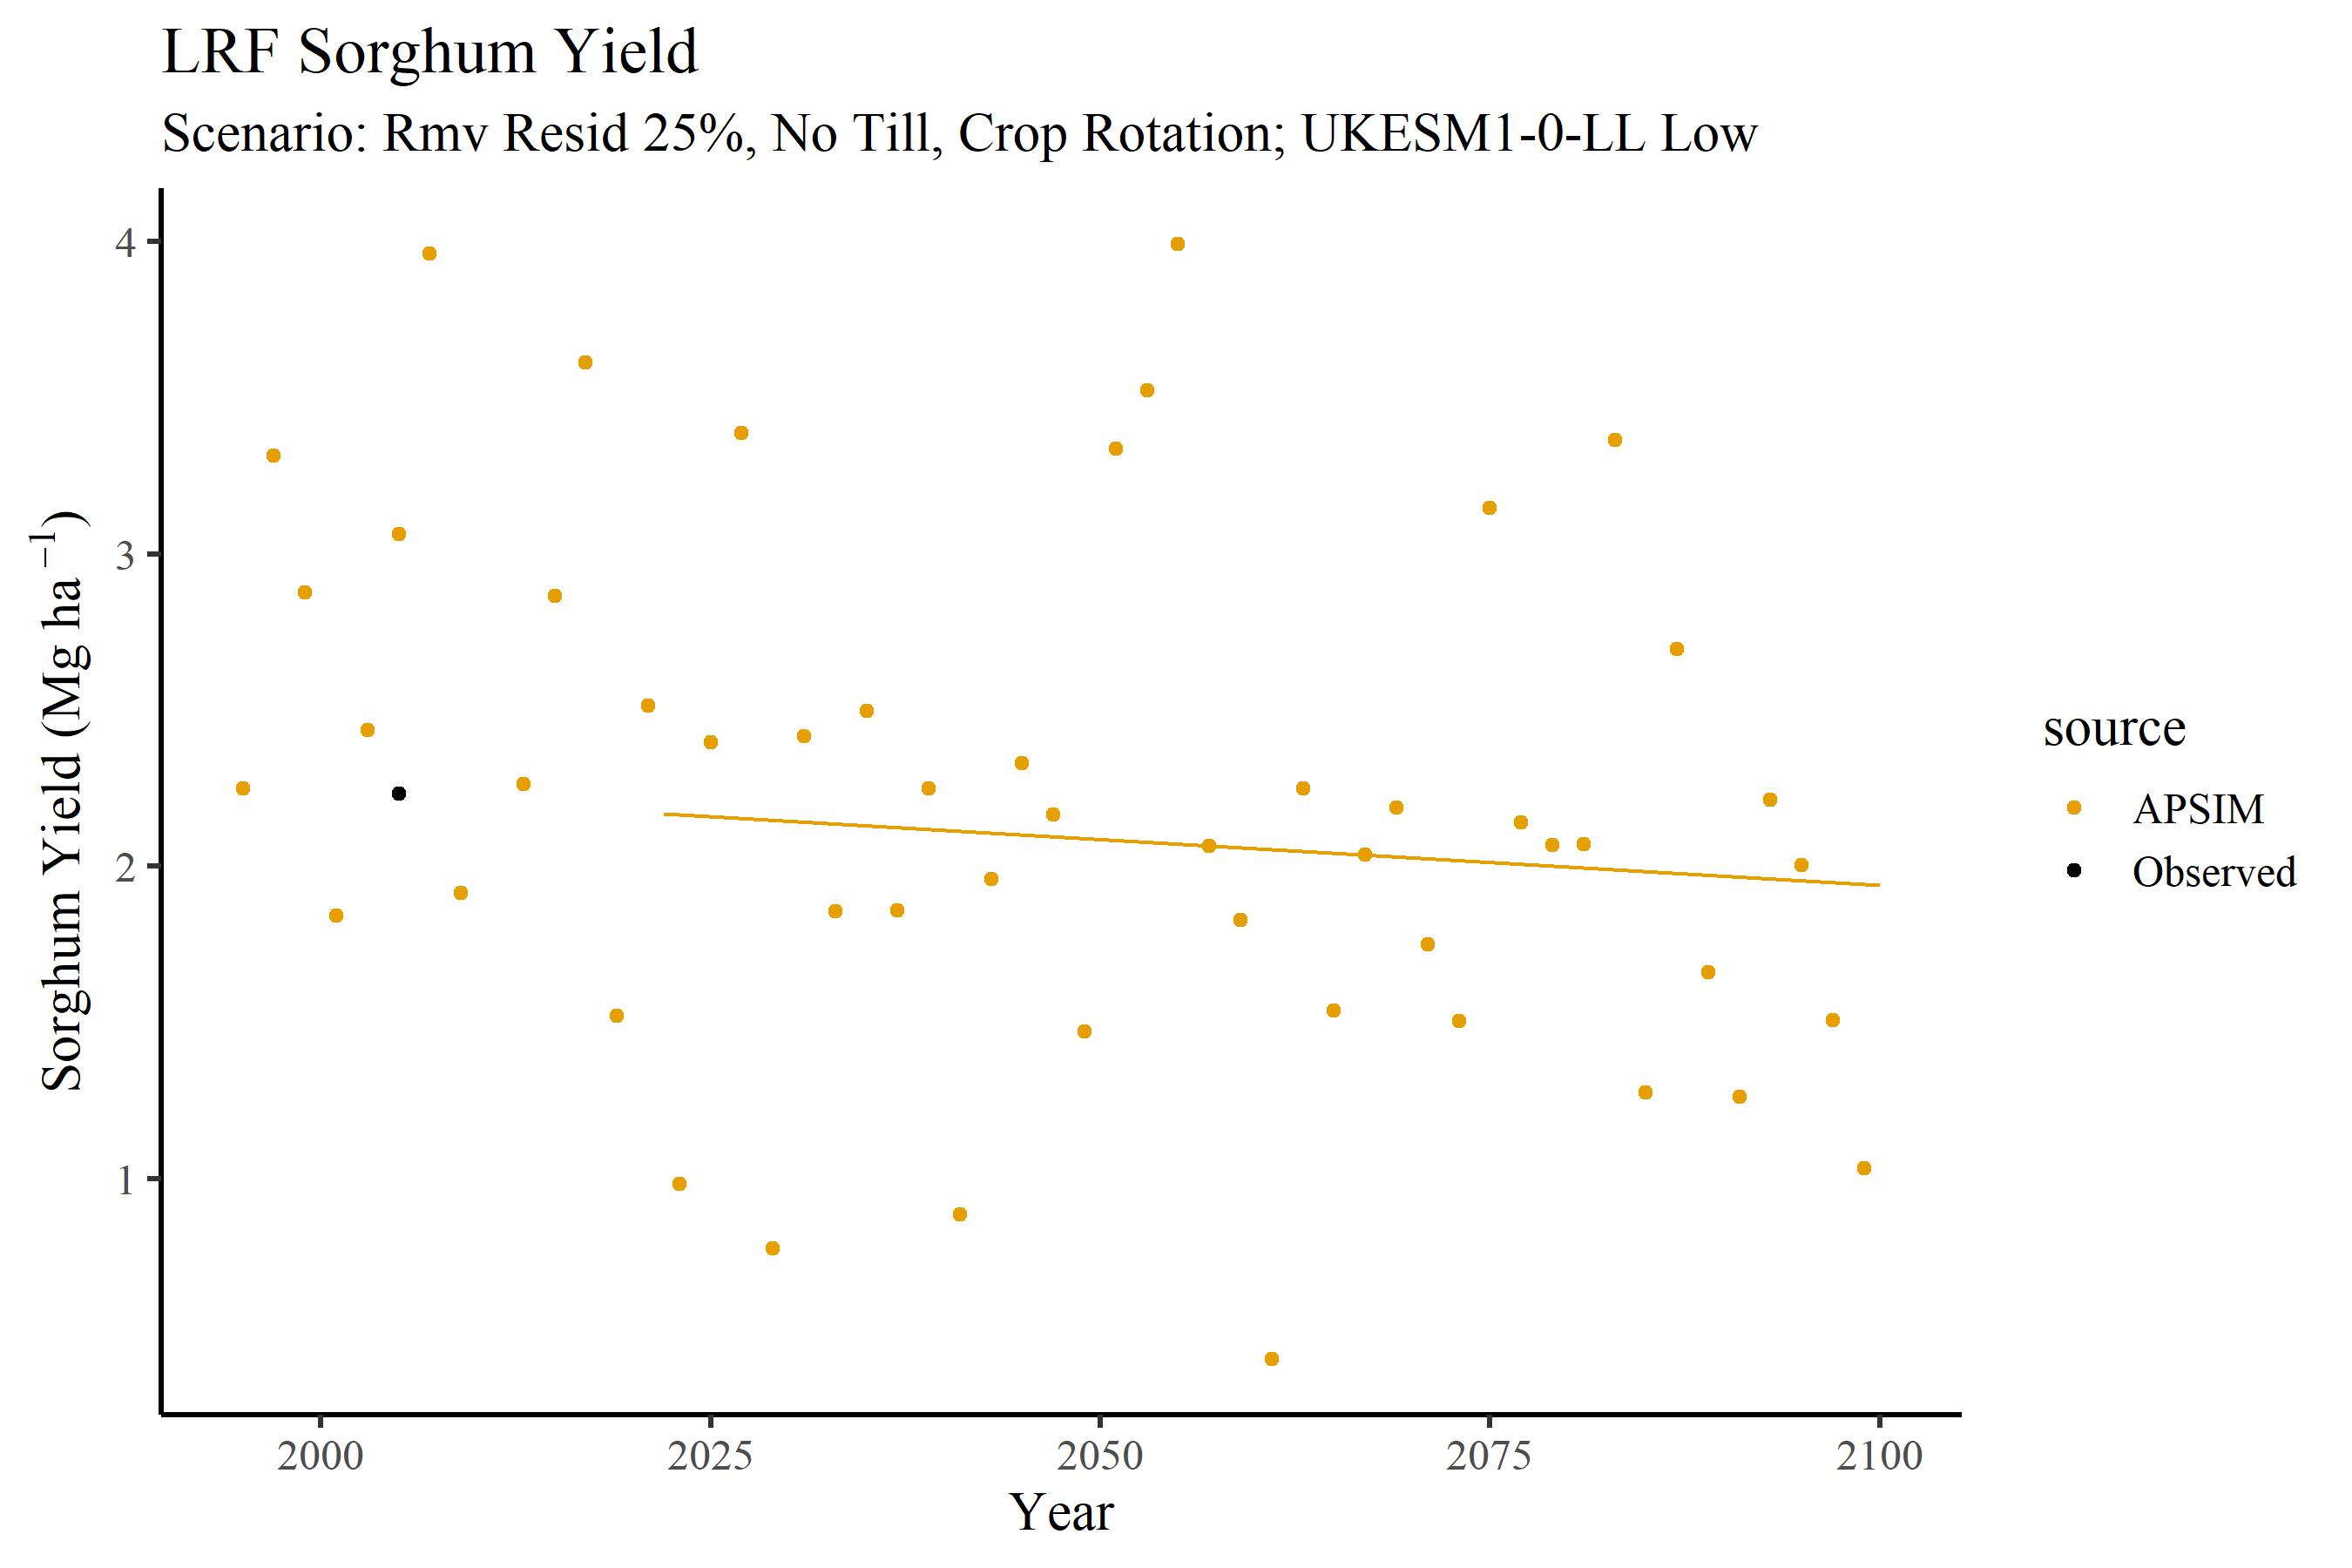 LRF Sorghum Yield
Scenario: Rmv Resid 25%, No Till, Crop Rotation; UKESM1-0-LL Low
Sorghum Yield (Mg ha⁻¹)
4
3
2
1
2000 2025 2050 2075 2100
Year
source
APSIM
Observed